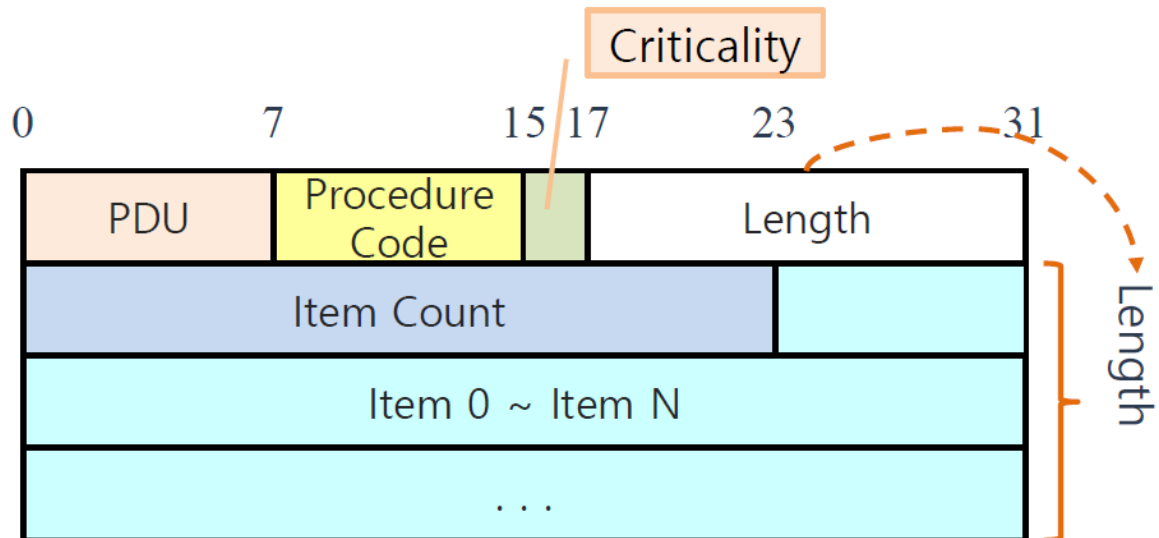 Criticality
0 7 15 17 23 31
PDU
Procedure
Code
Length
Item Count
Length
Item 0 ~ Item N
. . .